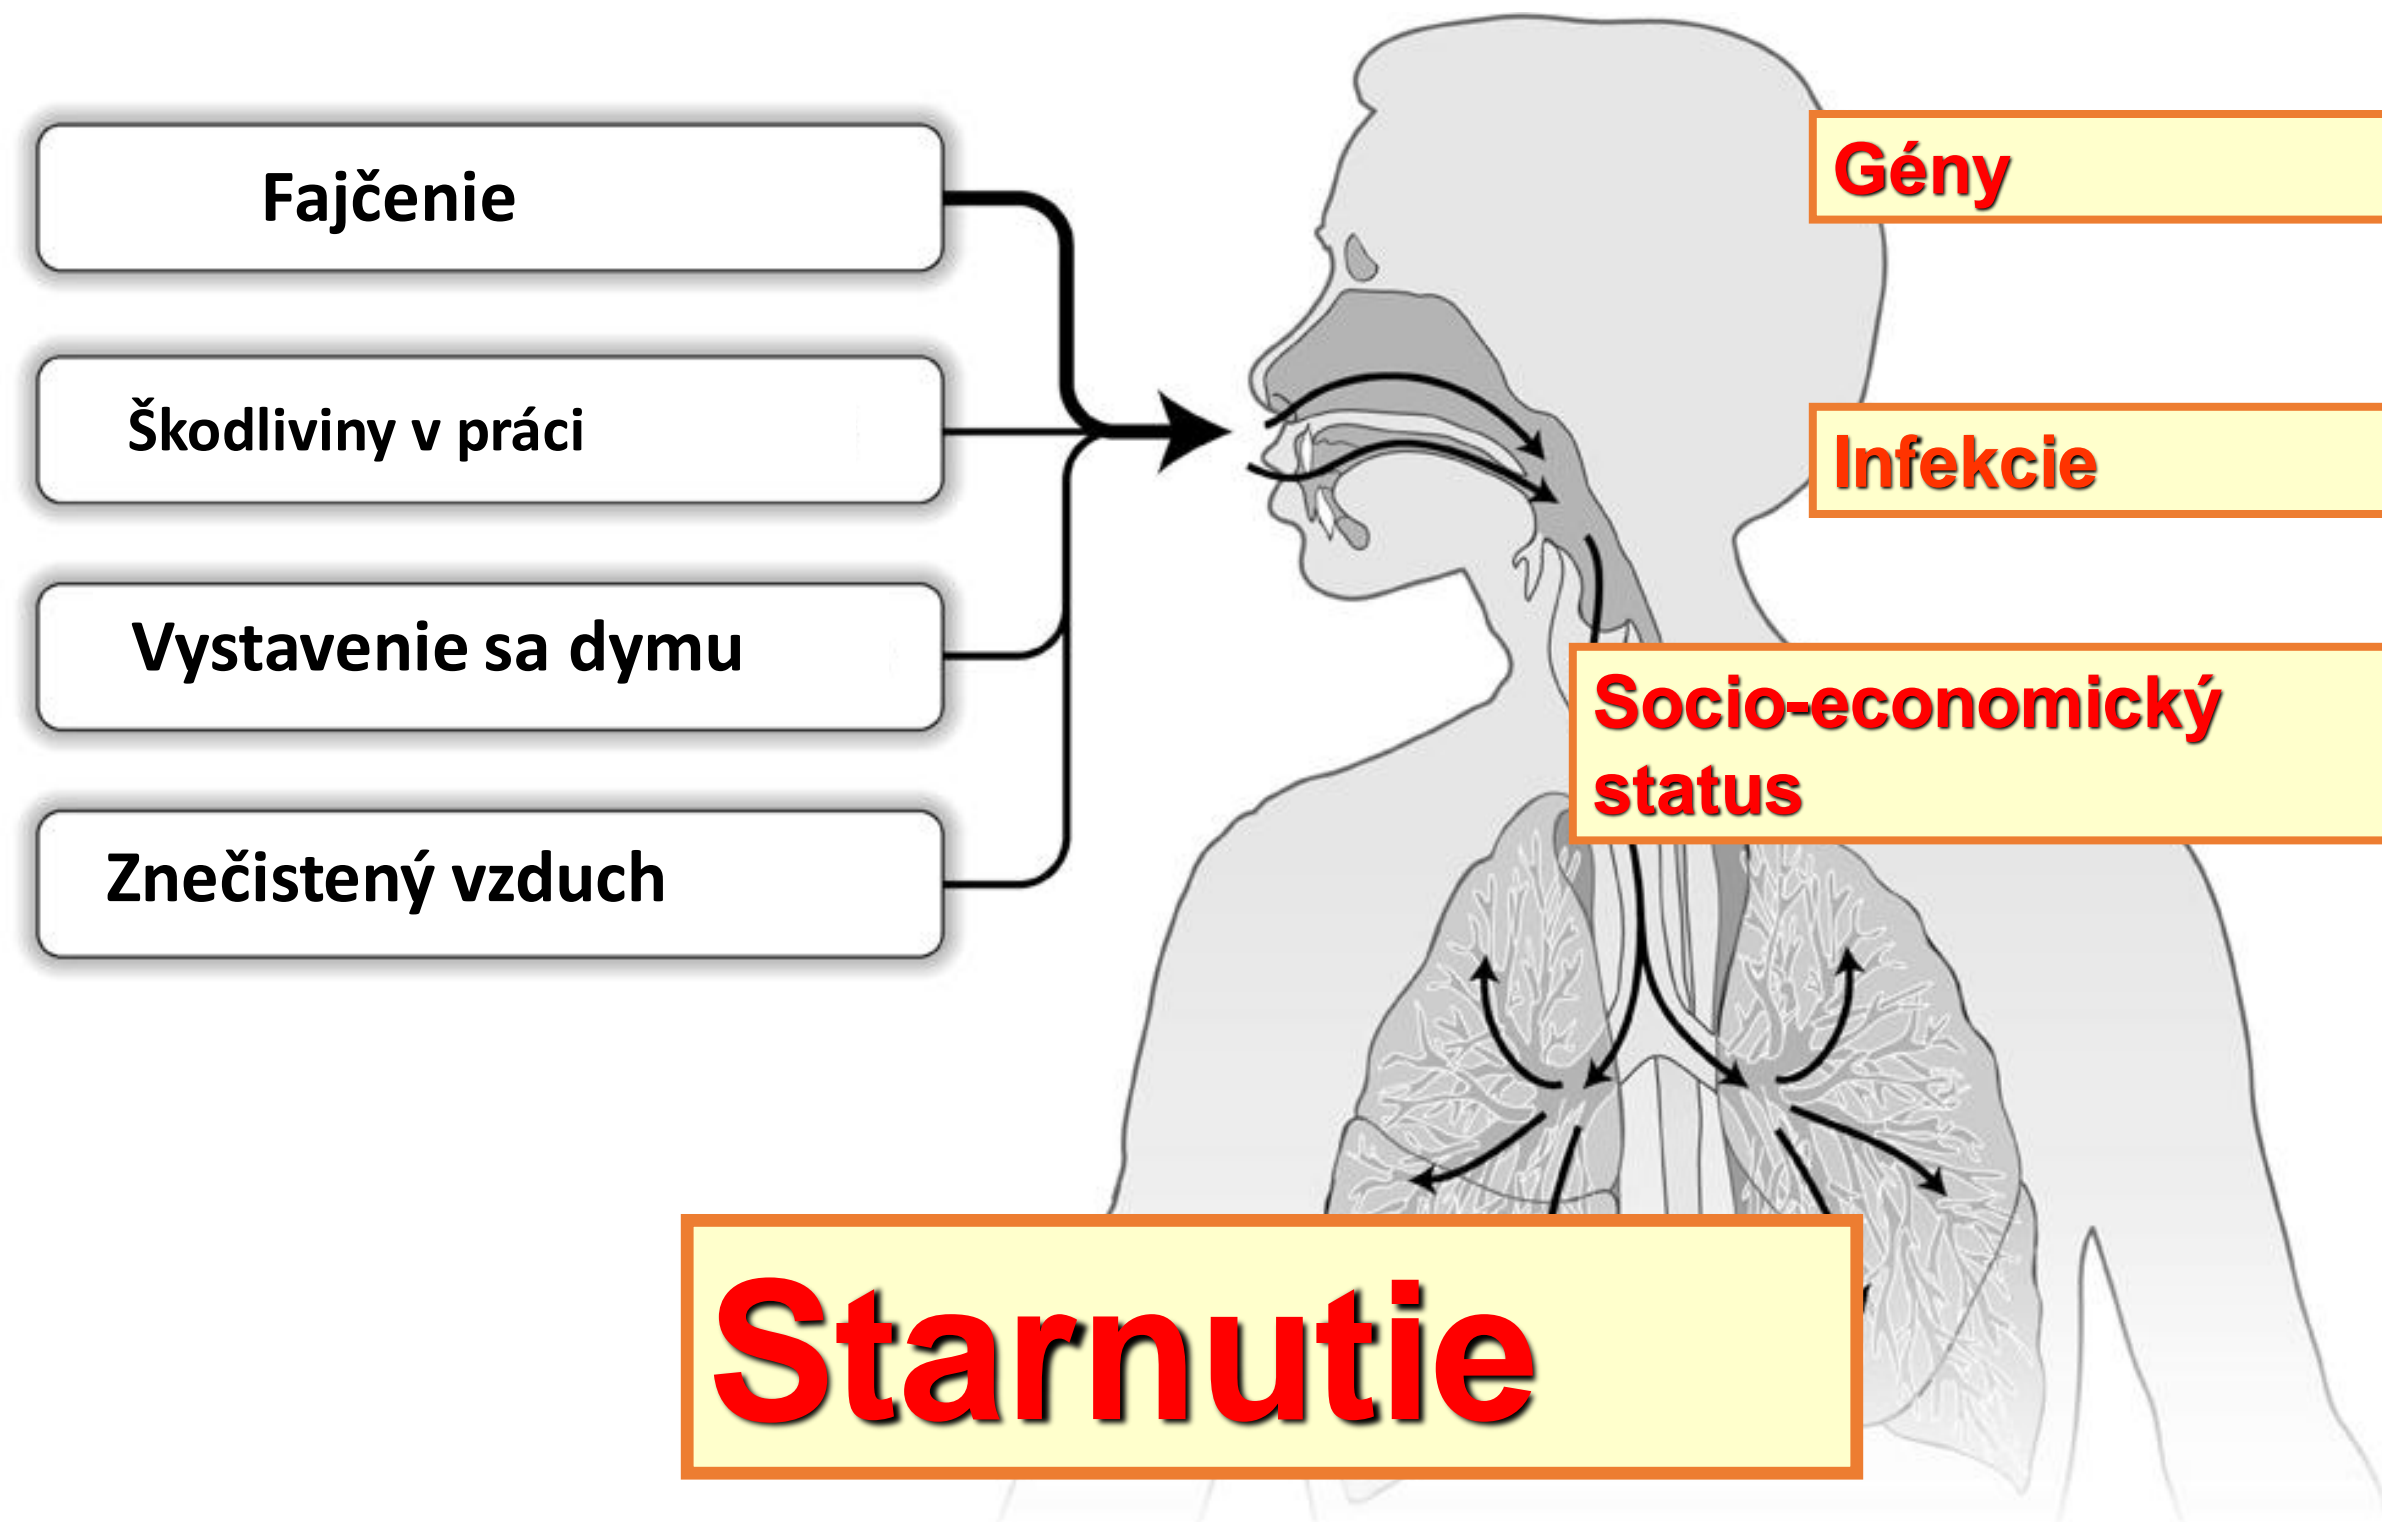 Fajčenie
Škodliviny v práci
Vystavenie sa dymu
Znečistený vzduch
Gény
Infekcie
Socio-economický
status
Starnutie